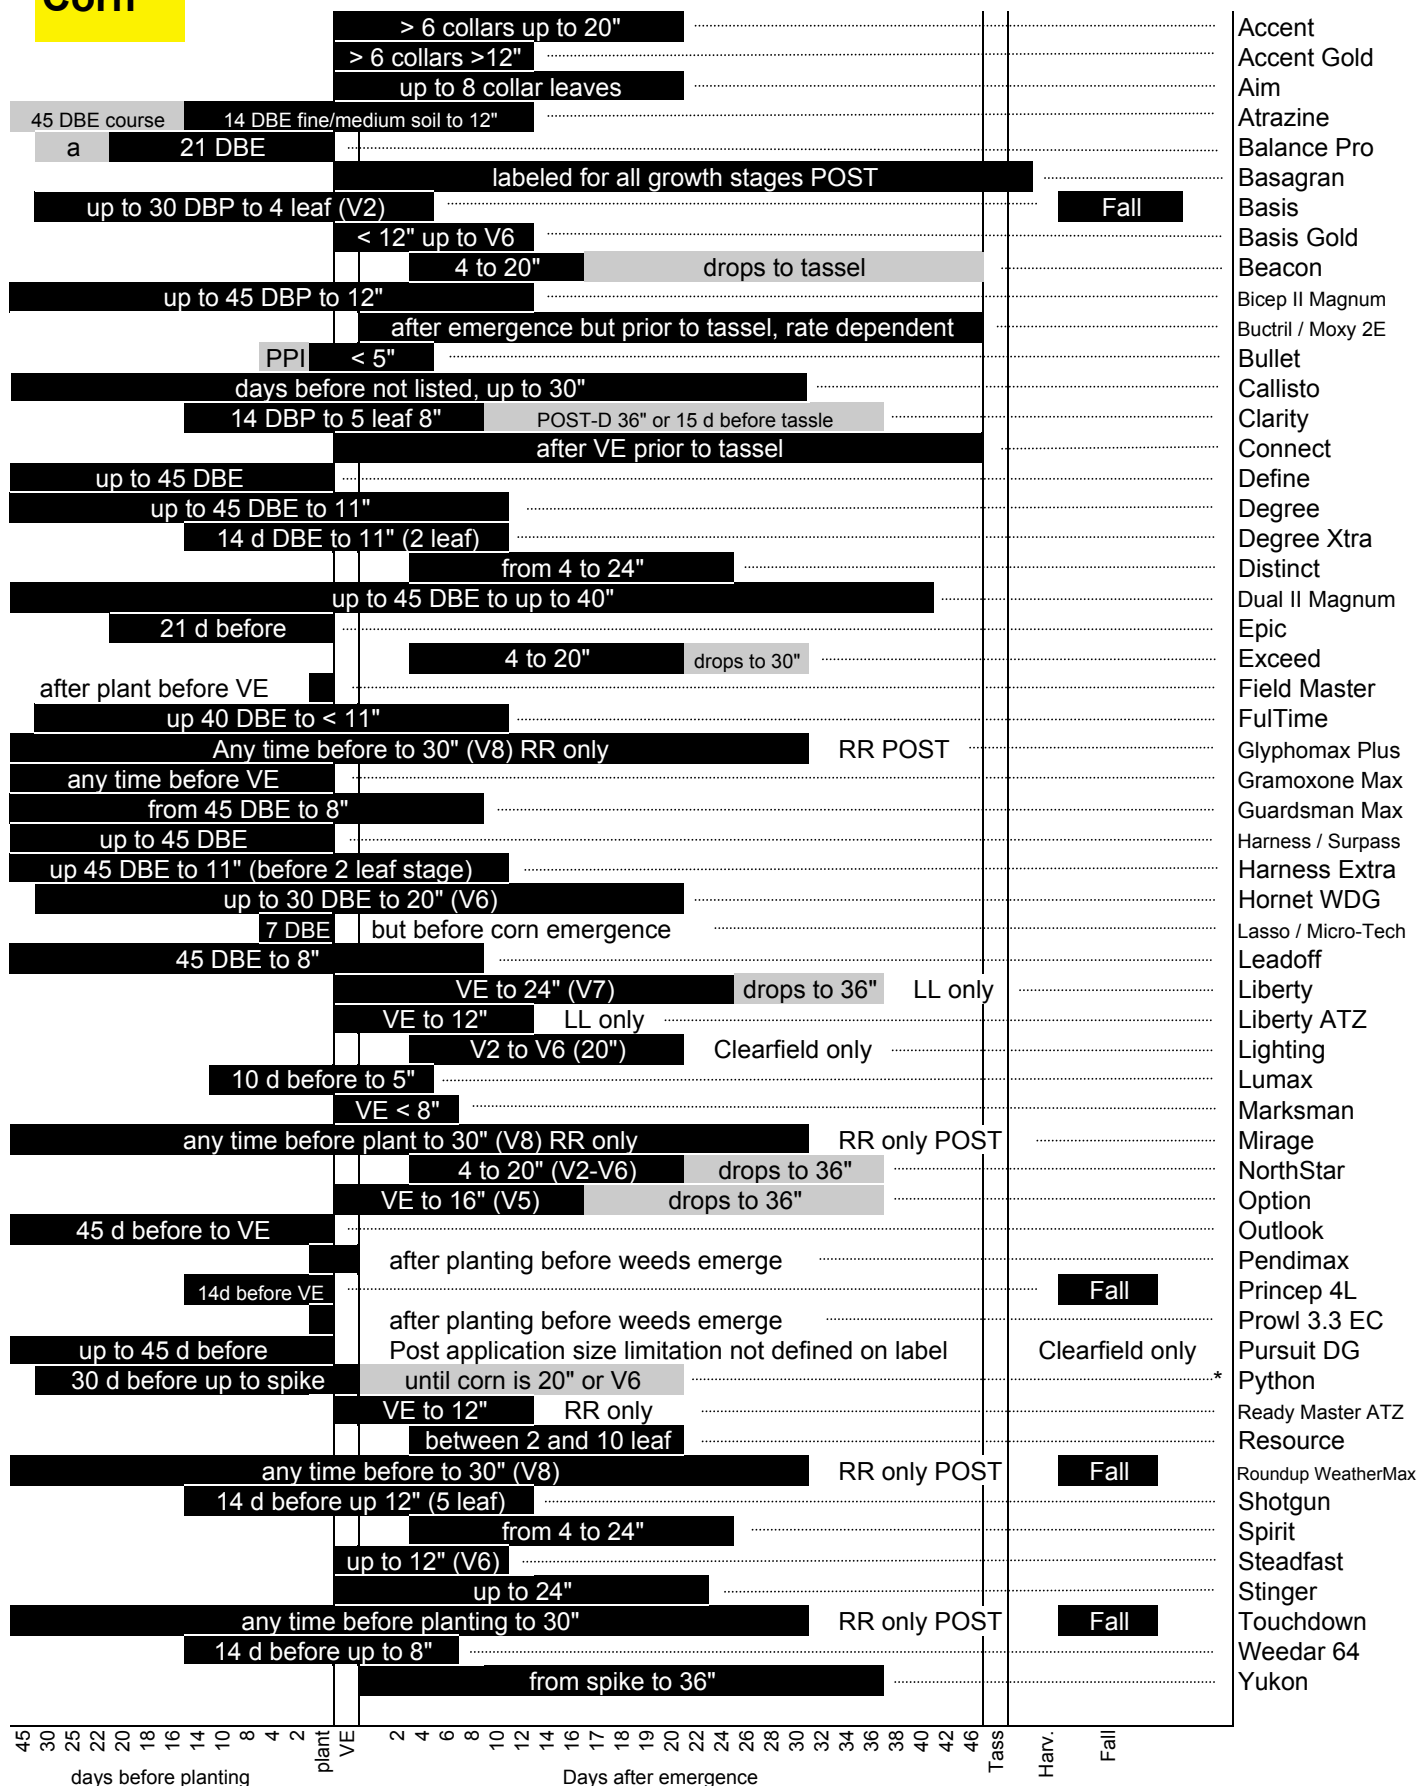 Corn
> 6 collars up to 20" Accent
> 6 collars >12" Accent Gold
up to 8 collar leaves Aim
45 DBE course 14 DBE fine/medium soil to 12" Atrazine
a 21 DBE Balance Pro
labeled for all growth stages POST Basagran
up to 30 DBP to 4 leaf (V2) Fall Basis
< 12" up to V6 Basis Gold
4 to 20" drops to tassel Beacon
up to 45 DBP to 12" Bicep II Magnum
after emergence but prior to tassel, rate dependent Buctril / Moxy 2E
PPI < 5" Bullet
days before not listed, up to 30" Callisto
14 DBP to 5 leaf 8" POST-D 36" or 15 d before tassle Clarity
after VE prior to tassel Connect
up to 45 DBE Define
up to 45 DBE to 11" Degree
14 d DBE to 11" (2 leaf) Degree Xtra
from 4 to 24" Distinct
up to 45 DBE to up to 40" Dual II Magnum
21 d before Epic
4 to 20" drops to 30" Exceed
after plant before VE Field Master
up 40 DBE to < 11" FulTime
Any time before to 30" (V8) RR only RR POST Glyphomax Plus
any time before VE Gramoxone Max
from 45 DBE to 8" Guardsman Max
up to 45 DBE Harness / Surpass
up 45 DBE to 11" (before 2 leaf stage) Harness Extra
up to 30 DBE to 20" (V6) Hornet WDG
7 DBE but before corn emergence Lasso / Micro-Tech
45 DBE to 8" Leadoff
VE to 24" (V7) drops to 36" LL only Liberty
VE to 12" LL only Liberty ATZ
V2 to V6 (20") Clearfield only Lighting
10 d before to 5" Lumax
VE < 8" Marksman
any time before plant to 30" (V8) RR only RR only POST Mirage
4 to 20" (V2-V6) drops to 36" NorthStar
VE to 16" (V5) drops to 36" Option
45 d before to VE Outlook
after planting before weeds emerge Pendimax
14d before VE Fall Princep 4L
after planting before weeds emerge Prowl 3.3 EC
up to 45 d before Post application size limitation not defined on label Clearfield only Pursuit DG
30 d before up to spike until corn is 20" or V6 * Python
VE to 12" RR only Ready Master ATZ
between 2 and 10 leaf Resource
any time before to 30" (V8) RR only POST Fall Roundup WeatherMax
14 d before up 12" (5 leaf) Shotgun
from 4 to 24" Spirit
up to 12" (V6) Steadfast
up to 24" Stinger
any time before planting to 30" RR only POST Fall Touchdown
14 d before up to 8" Weedar 64
from spike to 36" Yukon
45 30 25 22 20 18 16 14 10 8 4 2 plant VE 2 4 6 8 10 12 14 16 17 18 19 20 22 24 26 28 30 32 34 36 38 40 42 46 Tass Harv. Fall
days before planting Days after emergence